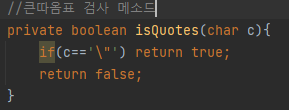 //큰따옴표 검사 메소드
private boolean isQuotes(char c){
if(c=='\"') return true;
return false;
}